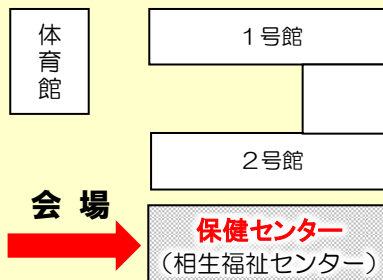 体育館
1号館
2号館
会場
保健センター
（相生福祉センター）